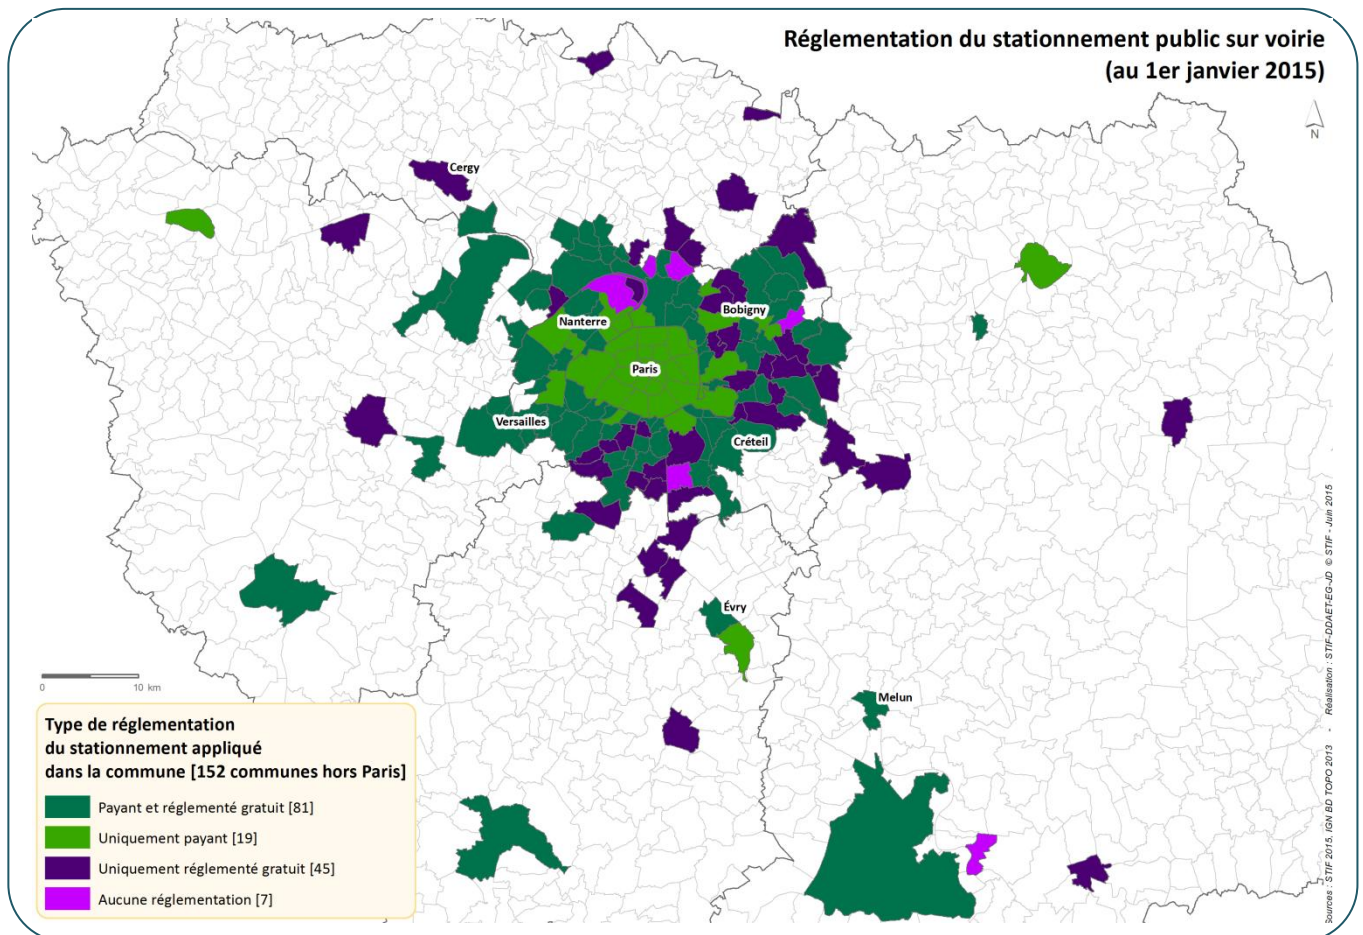 Réglementation du stationnement public sur voirie
(au 1er janvier 2015)
N
Cergy
Bobigny
Nanterre
Paris
Versailles
Créteil
Évry
Melun
0 10 km
Type de réglementation
du stationnement appliqué
dans la commune [152 communes hors Paris]
Payant et réglementé gratuit [81]
Uniquement payant [19]
Uniquement réglementé gratuit [45]
Aucune réglementation [7]
Sources : STIF 2015, IGN BD TOPO 2013 - Réalisation : STIF-DDAET-EG-JD © STIF - Juin 2015